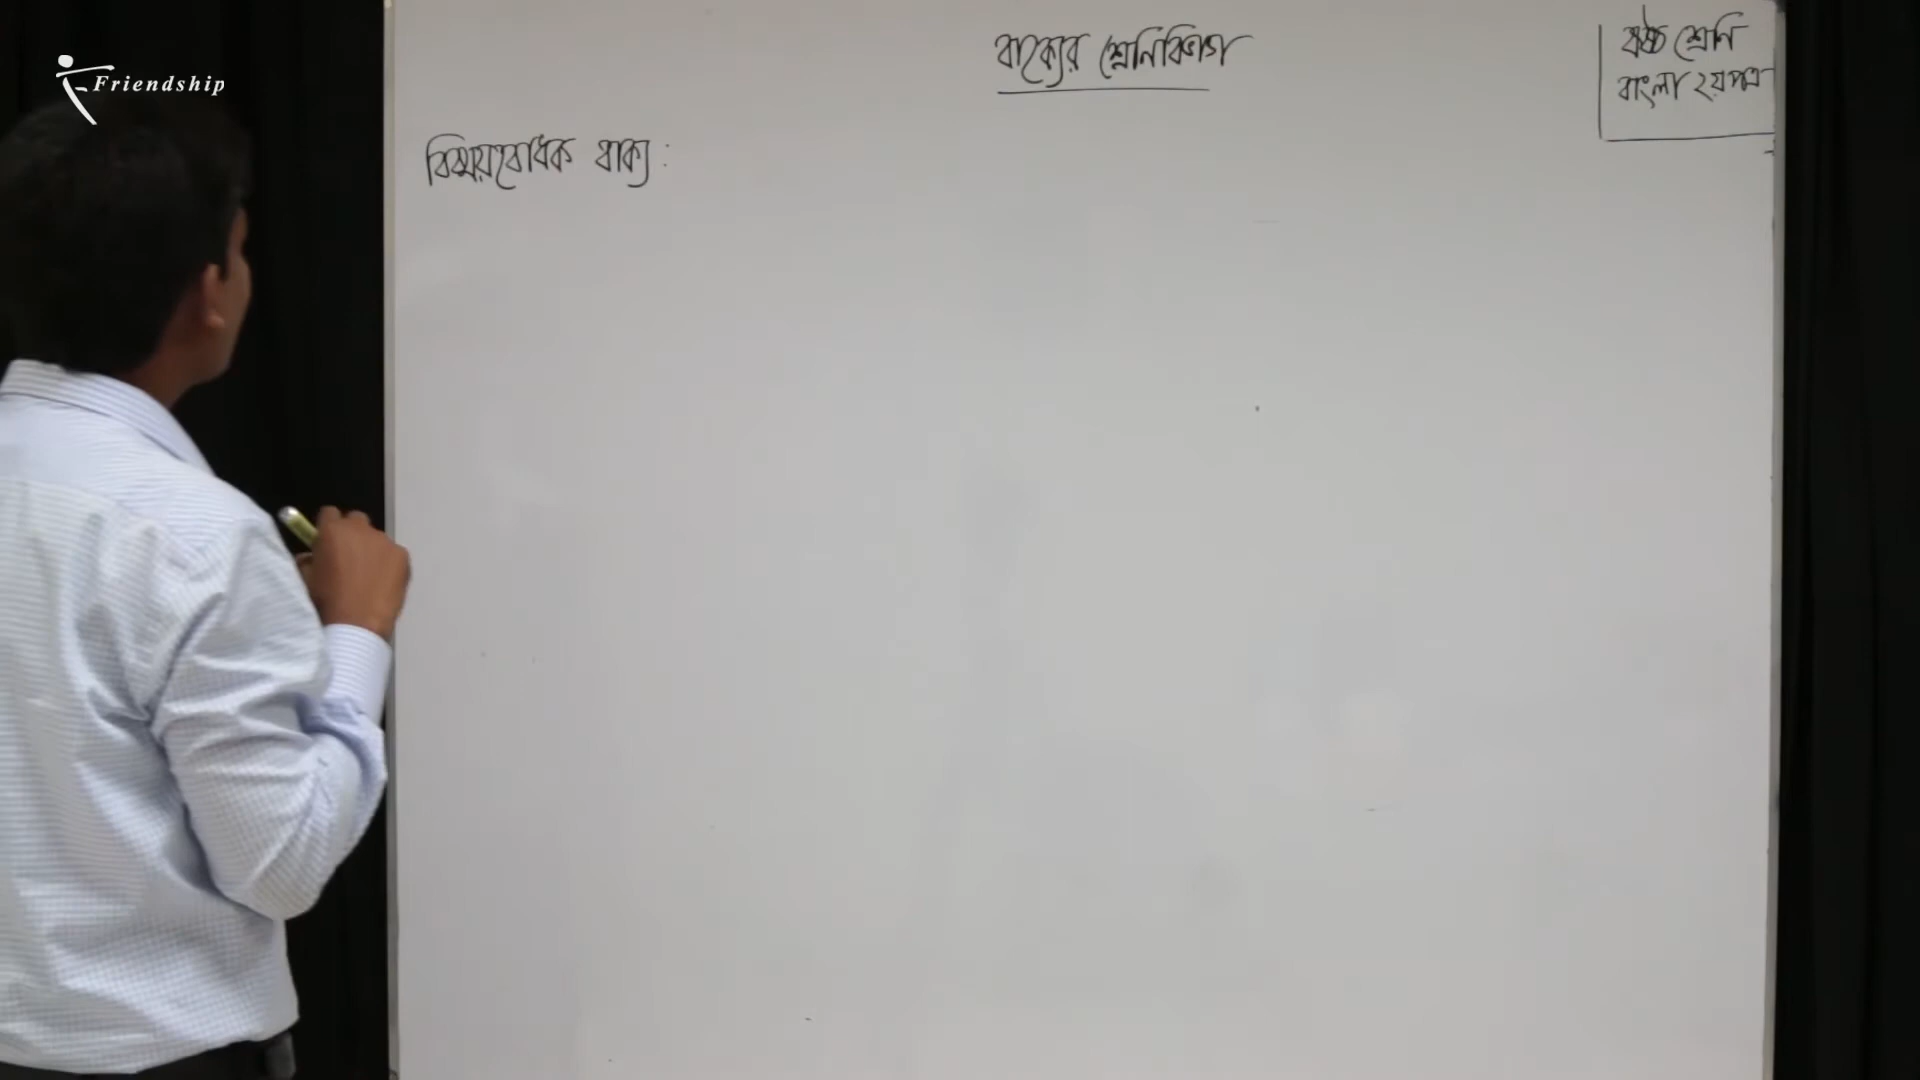 Friendship
বাক্যের শ্রেণিবিভাগ
ষষ্ঠ শ্রেণি
বাংলা ২য় পত্র
বিস্ময়বোধক বাক্য :